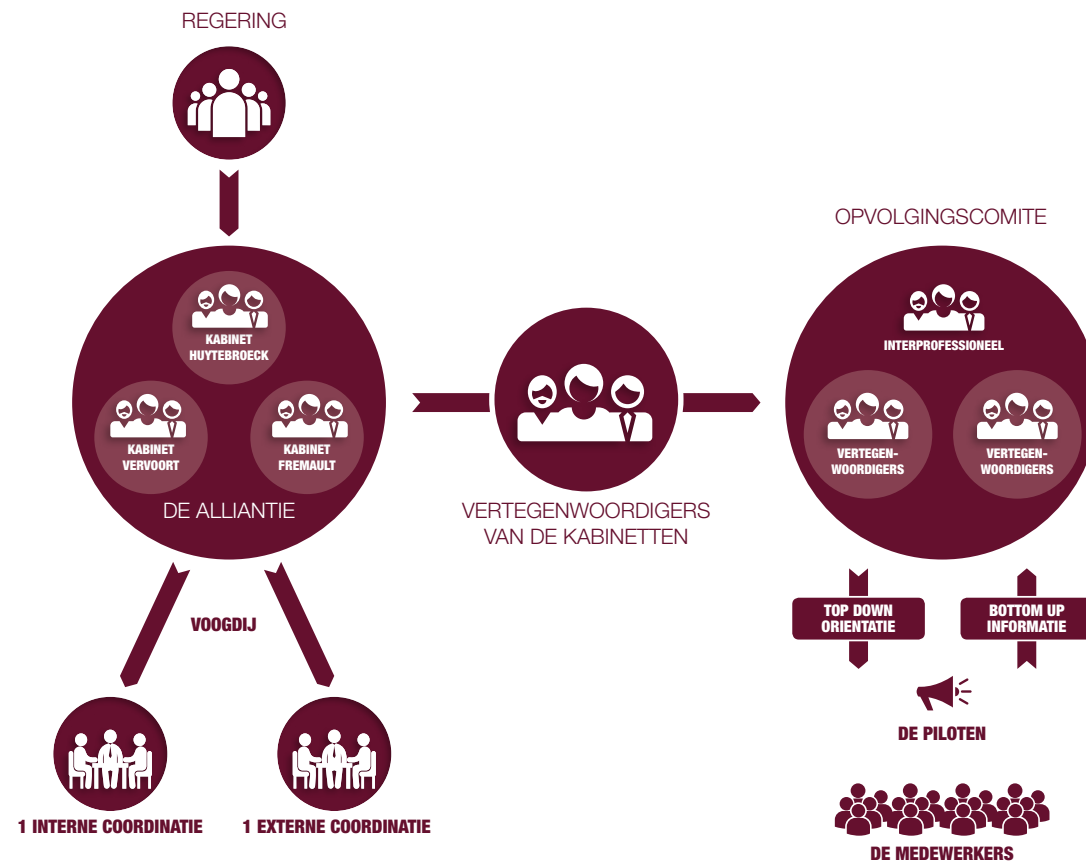 REGERING
KABINET
HUYTEBROECK
KABINET
VERVOORT
KABINET
FREMAULT
DE ALLIANTIE
VOOGDIJ
1 INTERNE COORDINATIE
1 EXTERNE COORDINATIE
VERTEGENWOORDIGERS
VAN DE KABINETTEN
OPVOLGINGSCOMITE
INTERPROFESSIONEEL
VERTEGEN-
WOORDIGERS
VERTEGEN-
WOORDIGERS
TOP DOWN
ORIENTATIE
BOTTOM UP
INFORMATIE
DE PILOTEN
DE MEDEWERKERS